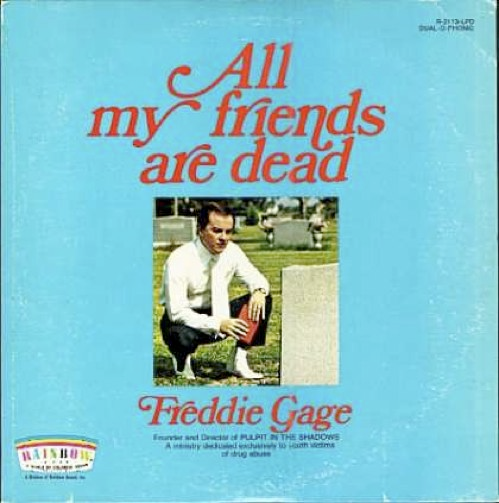 R-2113-LPD
DUAL-O-PHONIC
All
my friends
are dead
Freddie Gage
Founder and Director of PULPIT IN THE SHADOWS
A ministry dedicated exclusively to youth victims
of drug abuse
RAINBOW